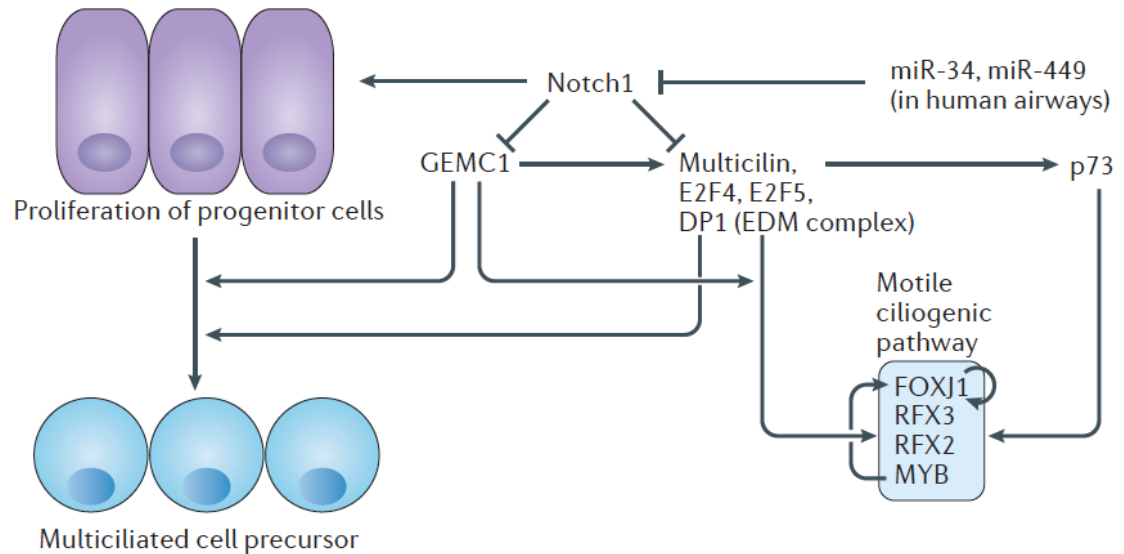 Notch1
miR-34, miR-449
(in human airways)
GEMC1
Multicilin,
E2F4, E2F5,
DP1 (EDM complex)
p73
Proliferation of progenitor cells
Motile
ciliogenic
pathway
FOXJ1
RFX3
RFX2
MYB
Multiciliated cell precursor